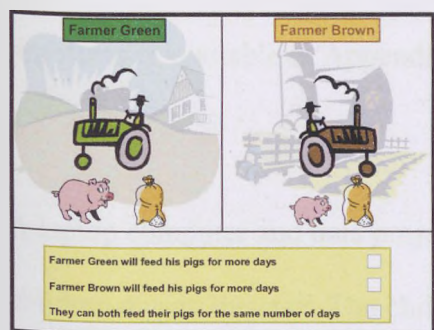 Farmer Green
Farmer Brown
Farmer Green will feed his pigs for more days
Farmer Brown will feed his pigs for more days
They can both feed their pigs for the same number of days